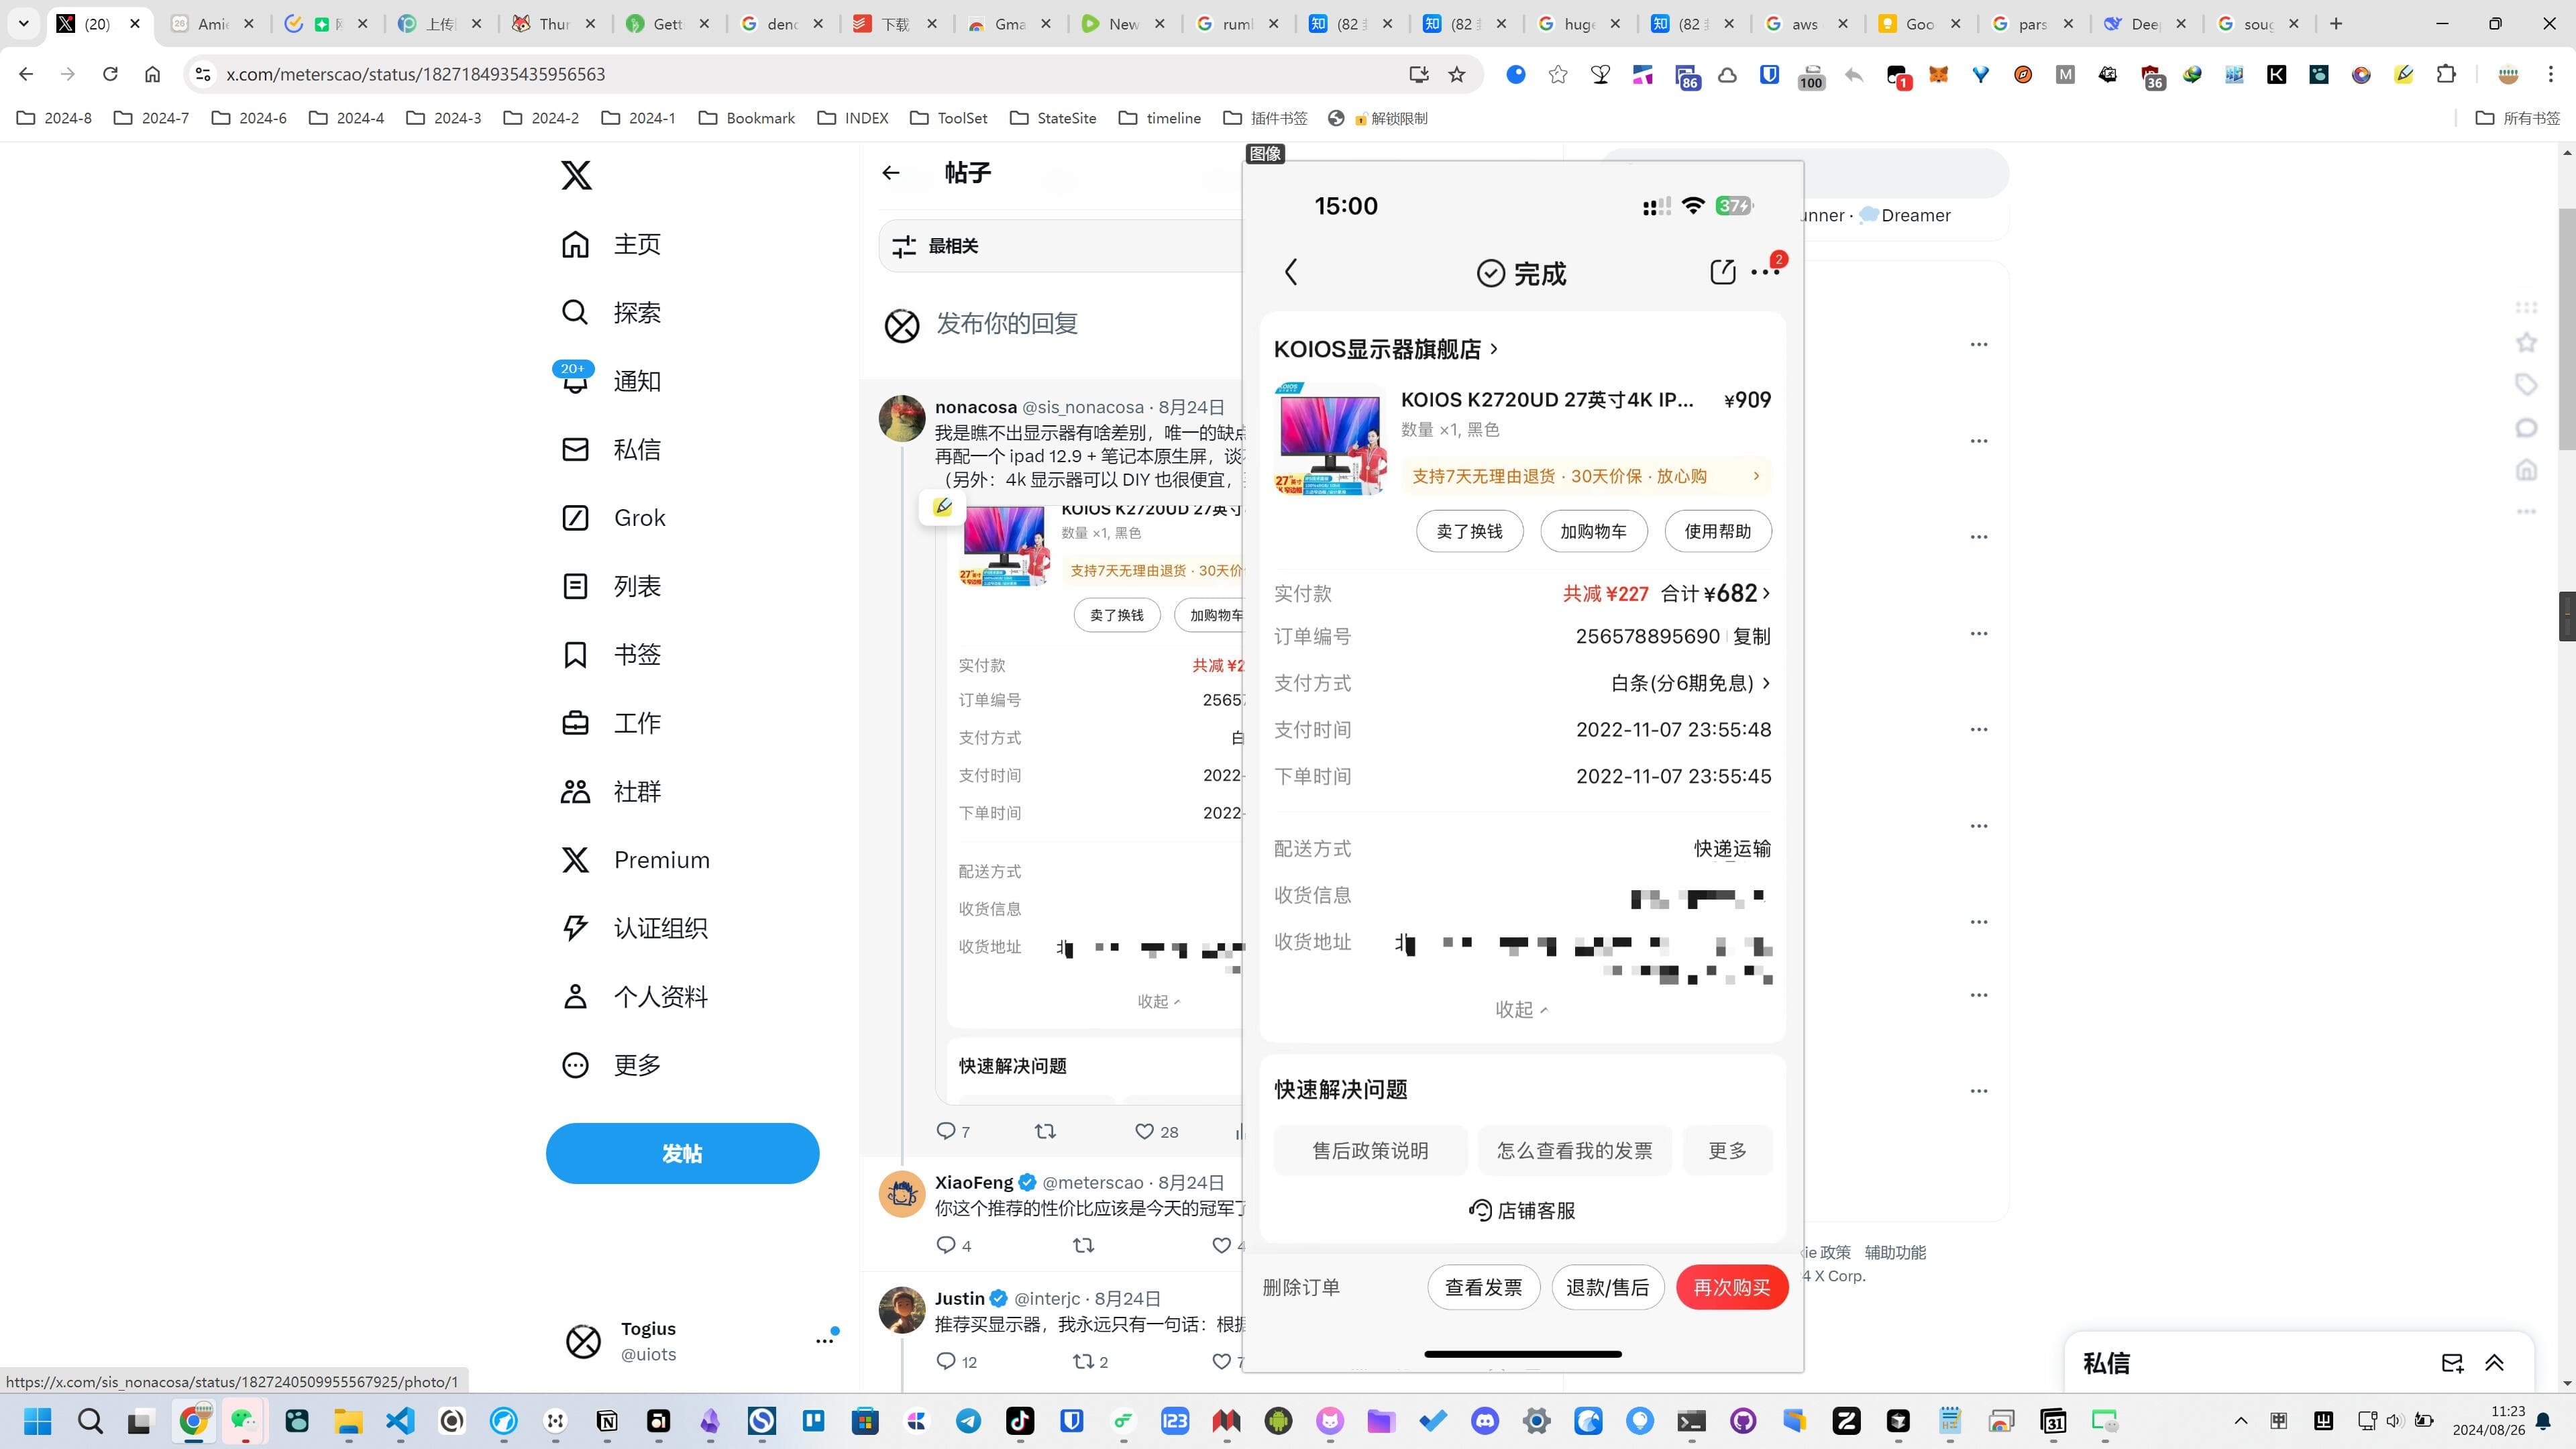 (20)
Amie
上传
Thur
Gett
denc
下载
Gma
New
rumb
(82
(82
huge
(82
aws
Goo
pars
Deep
soug
x.com/meterscao/status/1827184935435956563
86
100
1
36
2024-8
2024-7
2024-6
2024-4
2024-3
2024-2
2024-1
Bookmark
INDEX
ToolSet
StateSite
timeline
插件书签
解锁限制
所有书签
主页
探索
20+
通知
私信
Grok
列表
书签
工作
社群
Premium
认证组织
个人资料
更多
发帖
Togius
@uiots
帖子
最相关
发布你的回复
nonacosa @sis_nonacosa · 8月24日
我是瞧不出显示器有啥差别，唯一的缺点
再配一个 ipad 12.9 + 笔记本原生屏，谈
（另外：4k 显示器可以 DIY 也很便宜，
KOIOS K2720UD 27英寸
数量 ×1, 黑色
支持7天无理由退货 · 30天价
卖了换钱
加购物车
实付款
共减 ¥2
订单编号
2565
支付方式
白
支付时间
2022-
下单时间
2022-
配送方式
收货信息
收货地址
北
收起
快速解决问题
7
28
XiaoFeng @meterscao · 8月24日
你这个推荐的性价比应该是今天的冠军了
4
4
Justin @interjc · 8月24日
推荐买显示器，我永远只有一句话：根据
12
2
7
图像
15:00
37
完成
2
KOIOS显示器旗舰店
KOIOS K2720UD 27英寸4K IP...
¥909
数量 ×1, 黑色
支持7天无理由退货 · 30天价保 · 放心购
卖了换钱
加购物车
使用帮助
实付款
共减 ¥227 合计 ¥682
订单编号
256578895690 复制
支付方式
白条(分6期免息)
支付时间
2022-11-07 23:55:48
下单时间
2022-11-07 23:55:45
配送方式
快递运输
收货信息
收货地址
北
收起
快速解决问题
售后政策说明
怎么查看我的发票
更多
店铺客服
删除订单
查看发票
退款/售后
再次购买
unner · Dreamer
政策
辅助功能
4 X Corp.
私信
https://x.com/sis_nonacosa/status/1827240509955567925/photo/1
123
31
11:23
2024/08/26